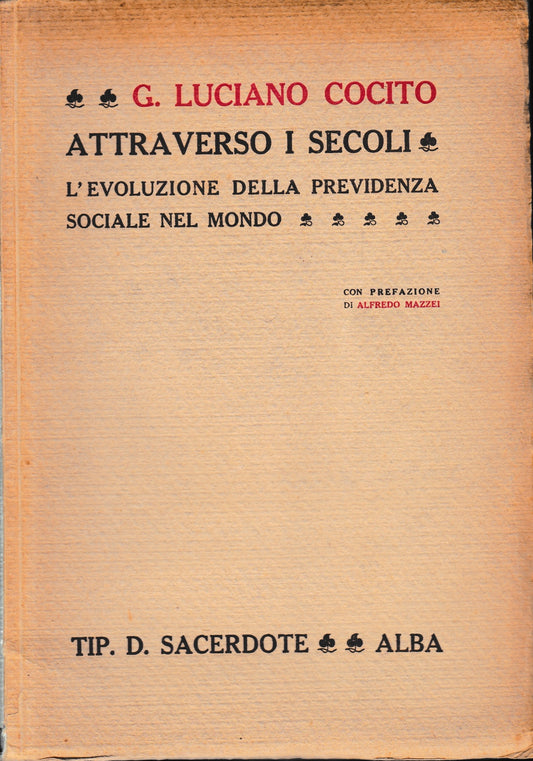 G. LUCIANO COCITO
ATTRAVERSO I SECOLI
L'EVOLUZIONE DELLA PREVIDENZA
SOCIALE NEL MONDO
CON PREFAZIONE
DI ALFREDO MAZZEI
TIP. D. SACERDOTE ALBA